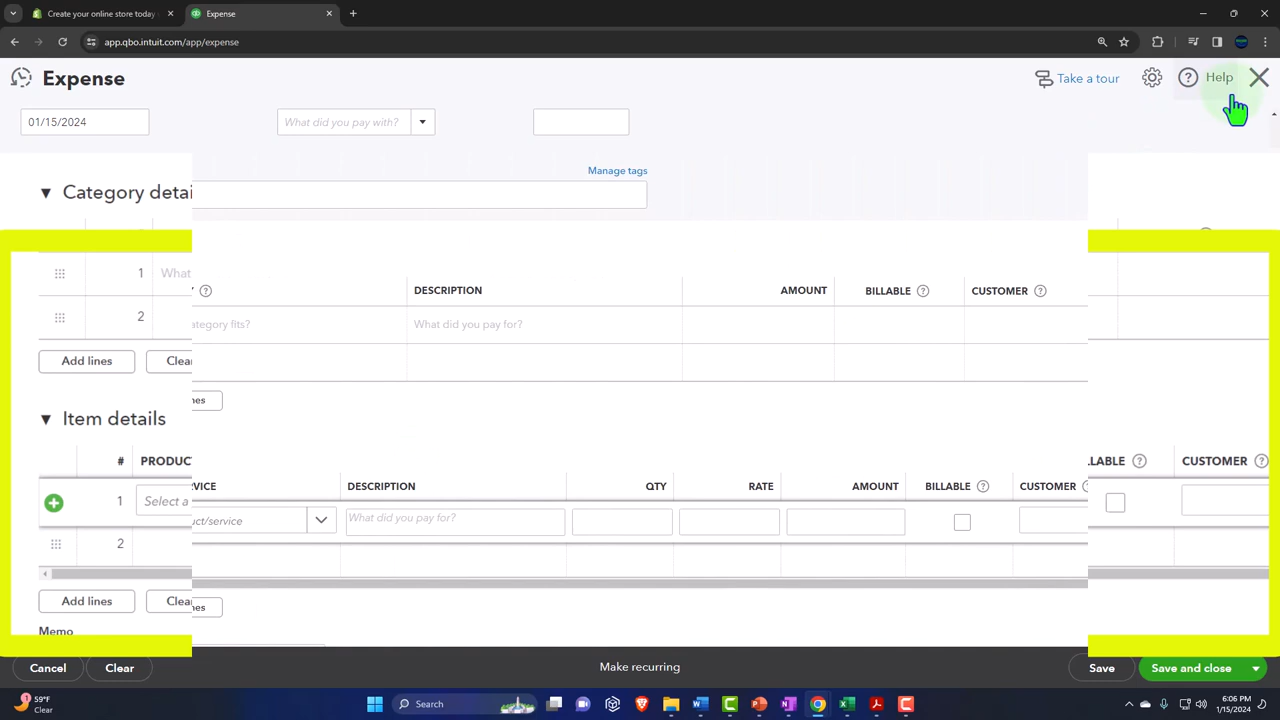 Create your online store today
Expense
app.qbo.intuit.com/app/expense
Expense
Take a tour
Help
01/15/2024
What did you pay with?
Manage tags
Category detai
DESCRIPTION
AMOUNT
BILLABLE
CUSTOMER
1 What
ategory fits?
What did you pay for?
2
Add lines
Clea
nes
Item details
# PRODUC
LABLE
CUSTOMER
VICE
DESCRIPTION
QTY
RATE
AMOUNT
BILLABLE
CUSTOMER
1 Select a
uct/service
What did you pay for?
2
Add lines
Clea
nes
Memo
Cancel
Clear
Make recurring
Save
Save and close
1
59°F
Clear
Search
6:06 PM
1/15/2024